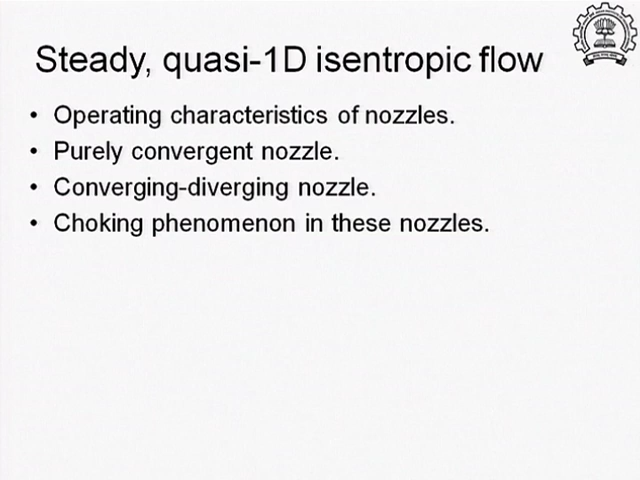 Steady, quasi-1D isentropic flow
• Operating characteristics of nozzles.
• Purely convergent nozzle.
• Converging-diverging nozzle.
• Choking phenomenon in these nozzles.